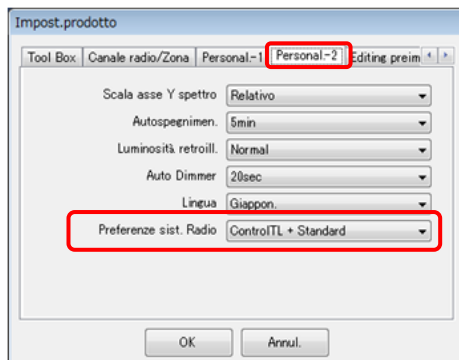 Impost.prodotto
Tool Box Canale radio/Zona Personal.-1 Personal.-2 Editing preim
Scala asse Y spettro Relativo
Autospegnimen. 5min
Luminosità retroill. Normal
Auto Dimmer 20sec
Lingua Giappon.
Preferenze sist. Radio ControlTL + Standard
OK Annul.